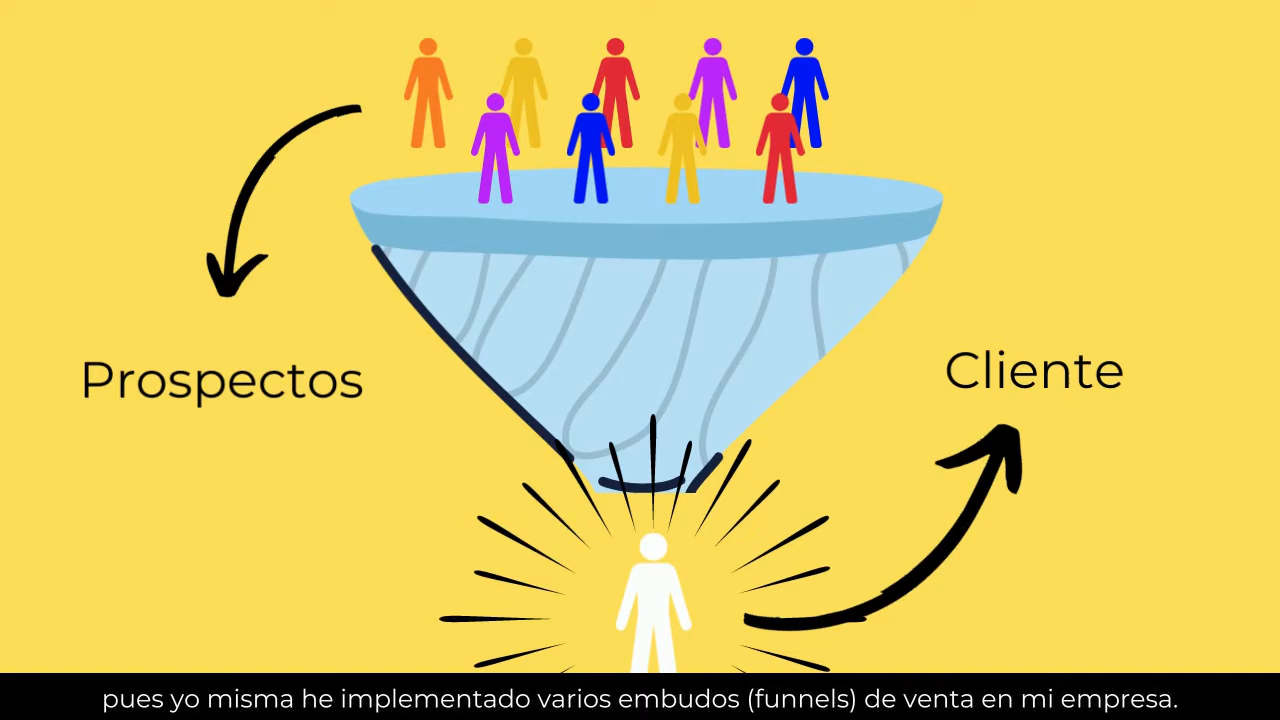 Prospectos
Cliente
pues yo misma he implementado varios embudos (funnels) de venta en mi empresa.